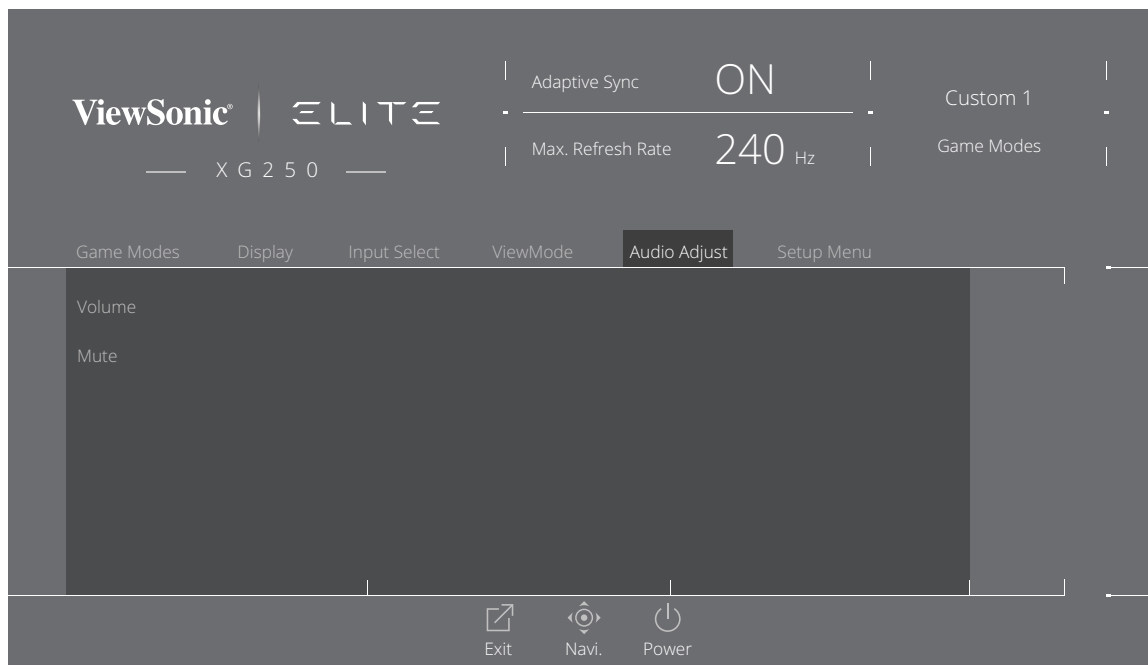 ViewSonic® ELITE
XG250
Adaptive Sync ON
Max. Refresh Rate 240 Hz
Custom 1
Game Modes
Game Modes Display Input Select ViewMode Audio Adjust Setup Menu
Volume
Mute
Exit Navi. Power